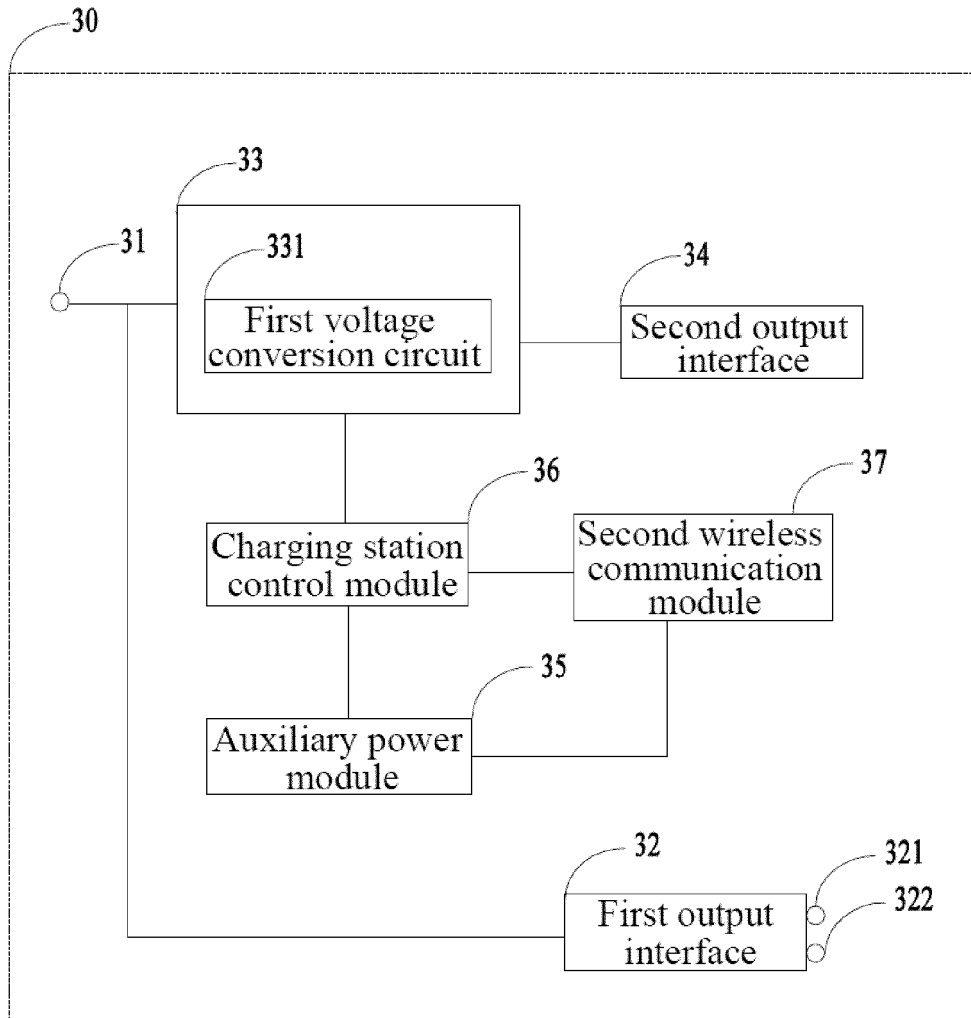 30
33
31
331
34
First voltage
conversion circuit
Second output
interface
36
37
Charging station
control module
Second wireless
communication
module
35
Auxiliary power
module
32
321
First output
interface
322